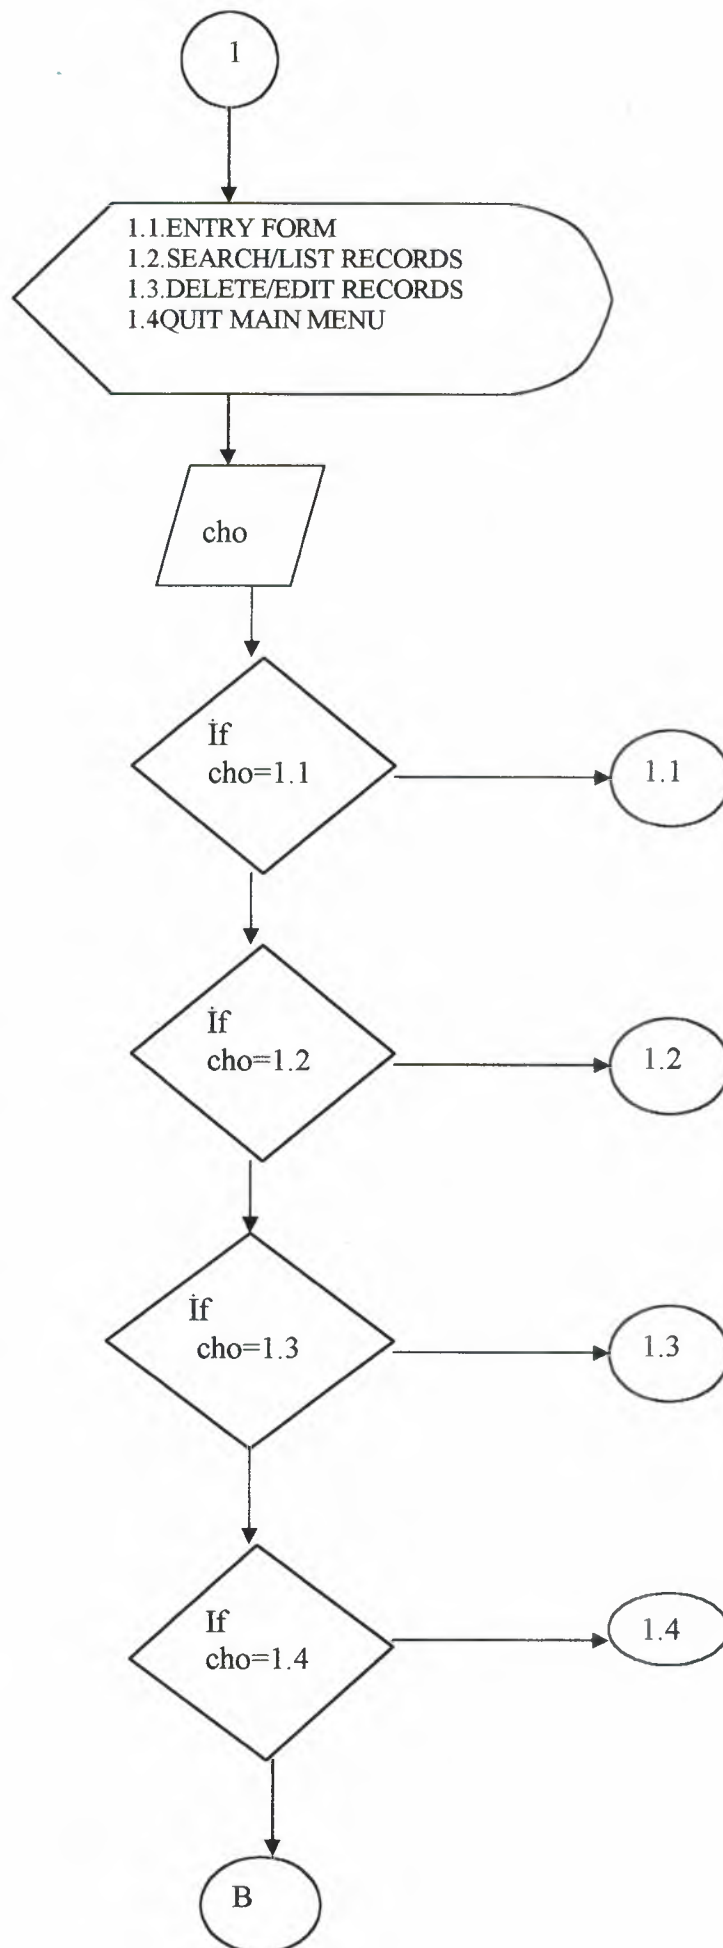 1
1.1.ENTRY FORM
1.2.SEARCH/LIST RECORDS
1.3.DELETE/EDIT RECORDS
1.4QUIT MAIN MENU
cho
İf
cho=1.1
1.1
İf
cho=1.2
1.2
İf
cho=1.3
1.3
If
cho=1.4
1.4
B